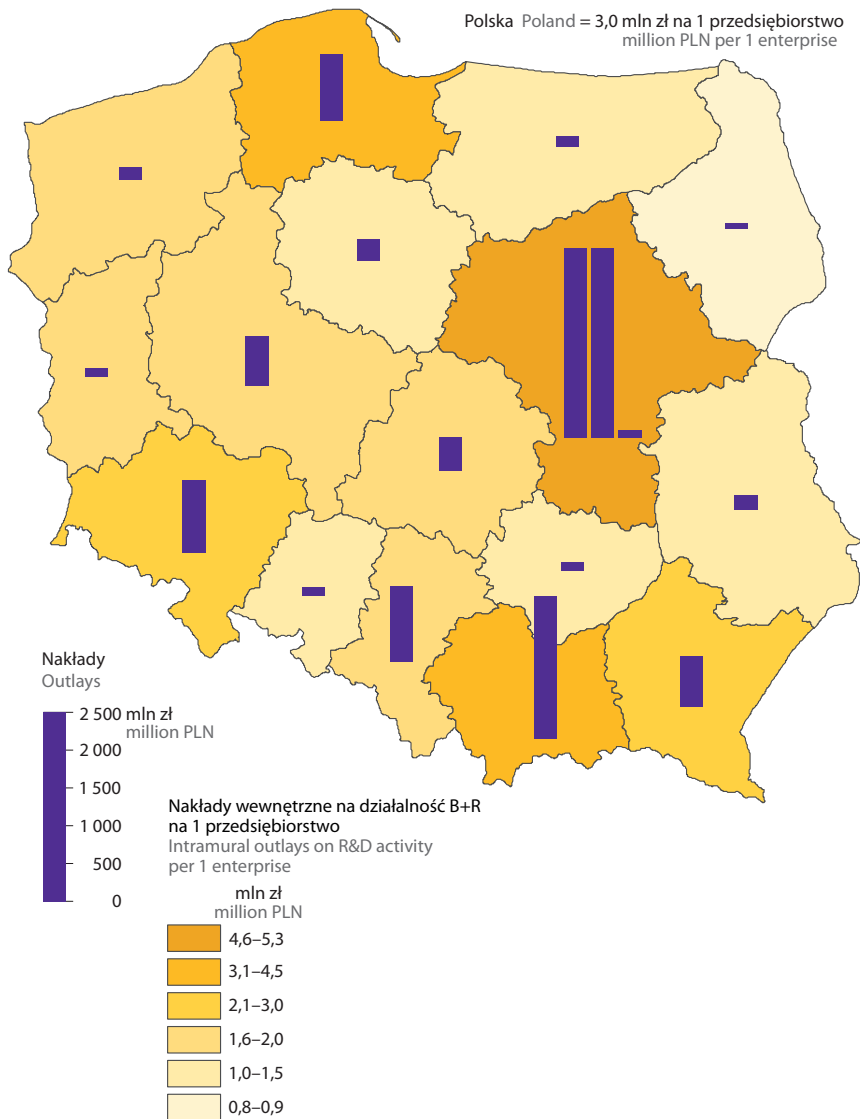 Polska Poland = 3,0 mln zł na 1 przedsiębiorstwo
million PLN per 1 enterprise
Nakłady
Outlays
2 500 mln zł
million PLN
2 000
1 500
1 000
500
0
Nakłady wewnętrzne na działalność B+R
na 1 przedsiębiorstwo
Intramural outlays on R&D activity
per 1 enterprise
mln zł
million PLN
4,6–5,3
3,1–4,5
2,1–3,0
1,6–2,0
1,0–1,5
0,8–0,9